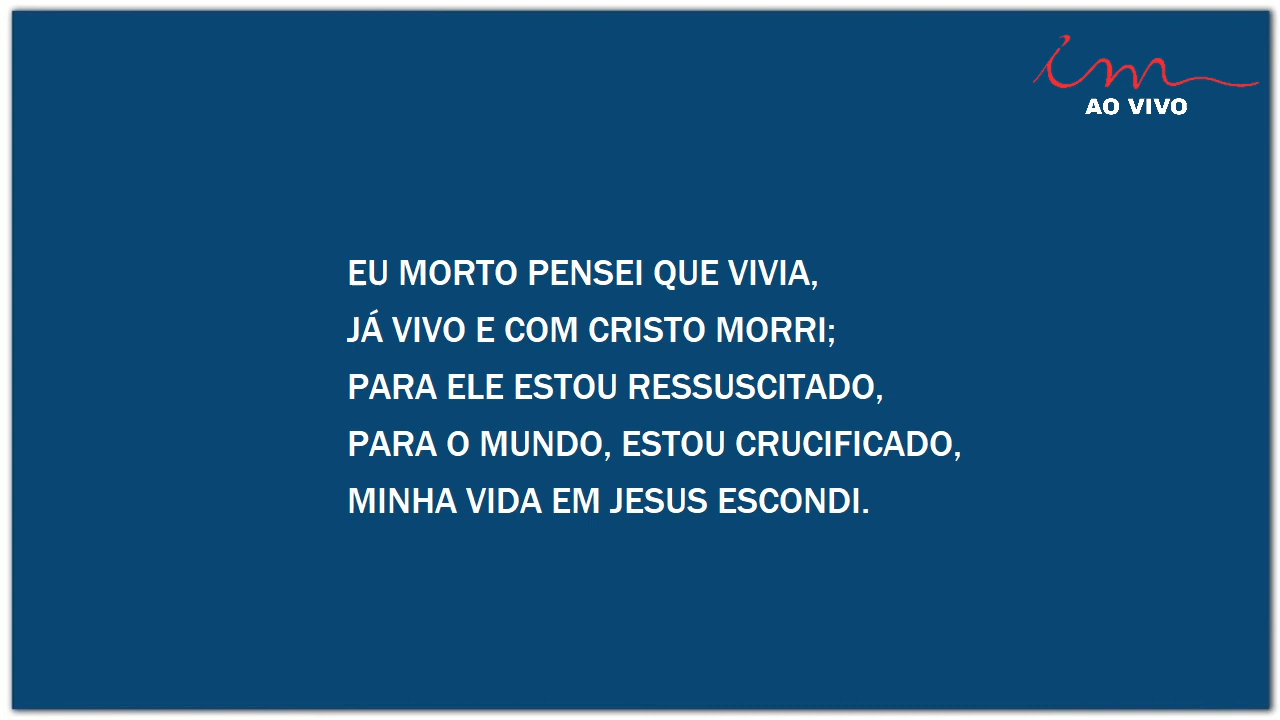 im
AO VIVO
EU MORTO PENSEI QUE VIVIA,
JÁ VIVO E COM CRISTO MORRI;
PARA ELE ESTOU RESSUSCITADO,
PARA O MUNDO, ESTOU CRUCIFICADO,
MINHA VIDA EM JESUS ESCONDI.